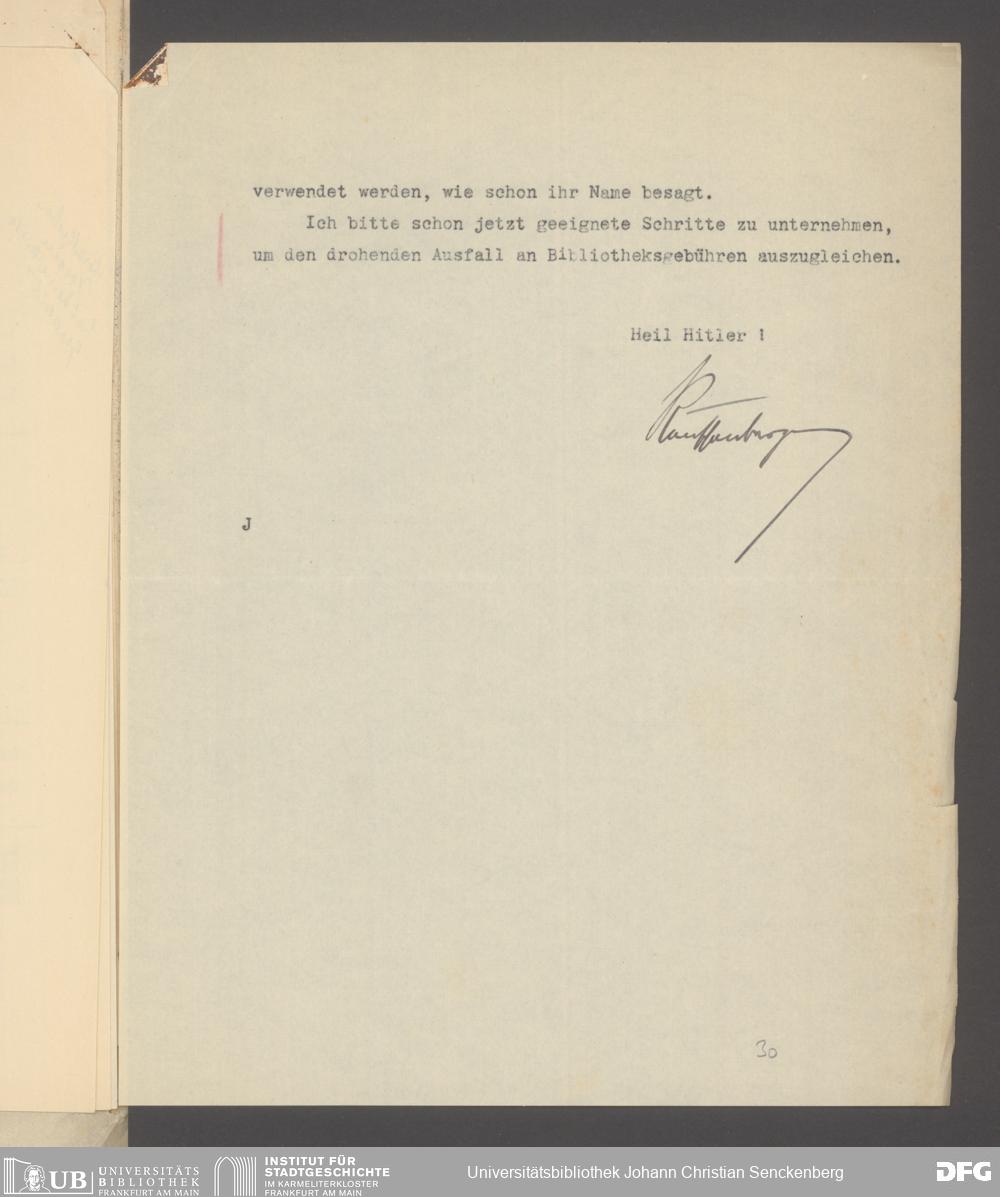 verwendet werden, wie schon ihr Name besagt.
Ich bitte schon jetzt geeignete Schritte zu unternehmen,
um den drohenden Ausfall an Bibliotheksgebühren auszugleichen.
Heil Hitler !
J
30
UB UNIVERSITÄTS
BIBLIOTHEK
FRANKFURT AM MAIN
INSTITUT FÜR
STADTGESCHICHTE
IM KARMELITERKLOSTER
FRANKFURT AM MAIN
Universitätsbibliothek Johann Christian Senckenberg
DFG